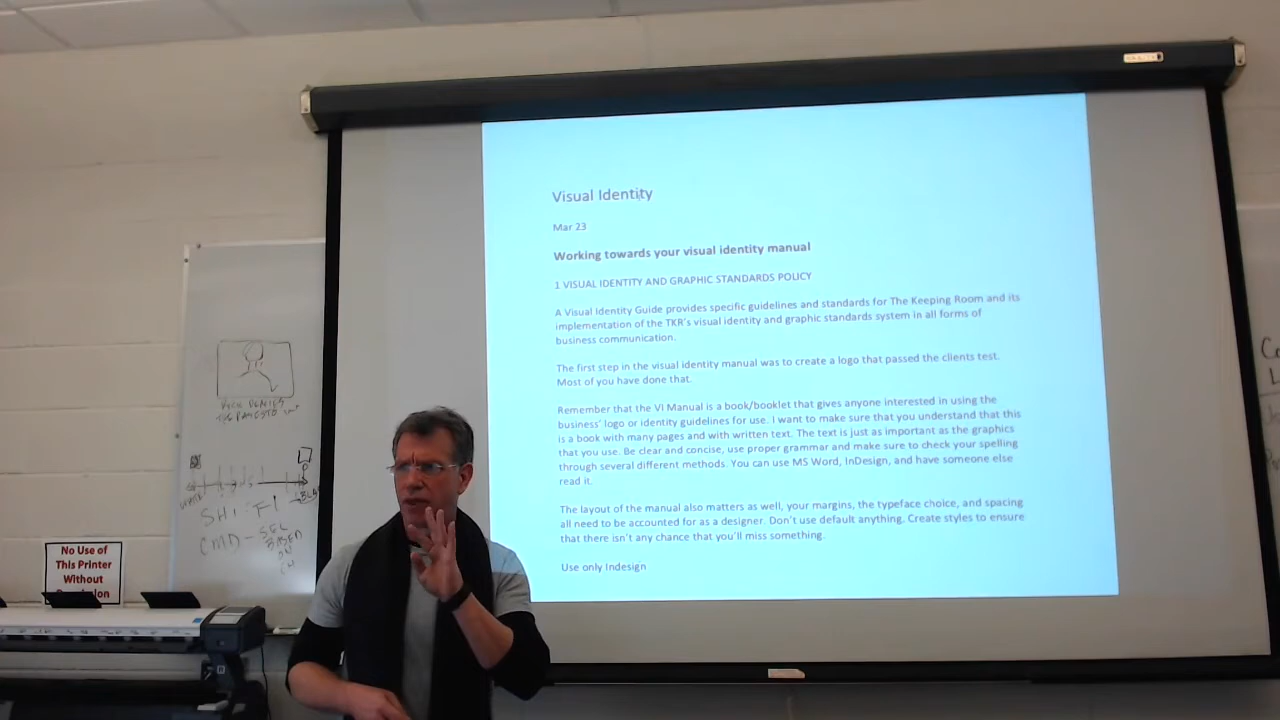 Visual Identity
Mar 23
Working towards your visual identity manual
1 VISUAL IDENTITY AND GRAPHIC STANDARDS POLICY
A Visual Identity Guide provides specific guidelines and standards for The Keeping Room and its
implementation of the TKR's visual identity and graphic standards system in all forms of
business communication.
The first step in the visual identity manual was to create a logo that passed the clients test.
Most of you have done that.
Remember that the VI Manual is a book/booklet that gives anyone interested in using the
business' logo or identity guidelines for use. I want to make sure that you understand that this
is a book with many pages and with written text. The text is just as important as the graphics
that you use. Be clear and concise, use proper grammar and make sure to check your spelling
through several different methods. You can use MS Word, InDesign, and have someone else
read it.
The layout of the manual also matters as well, your margins, the typeface choice, and spacing
all need to be accounted for as a designer. Don't use default anything. Create styles to ensure
that there isn't any chance that you'll miss something.
Use only Indesign
SHI:FT
CMD - SEL
No Use of
This Printer
Without